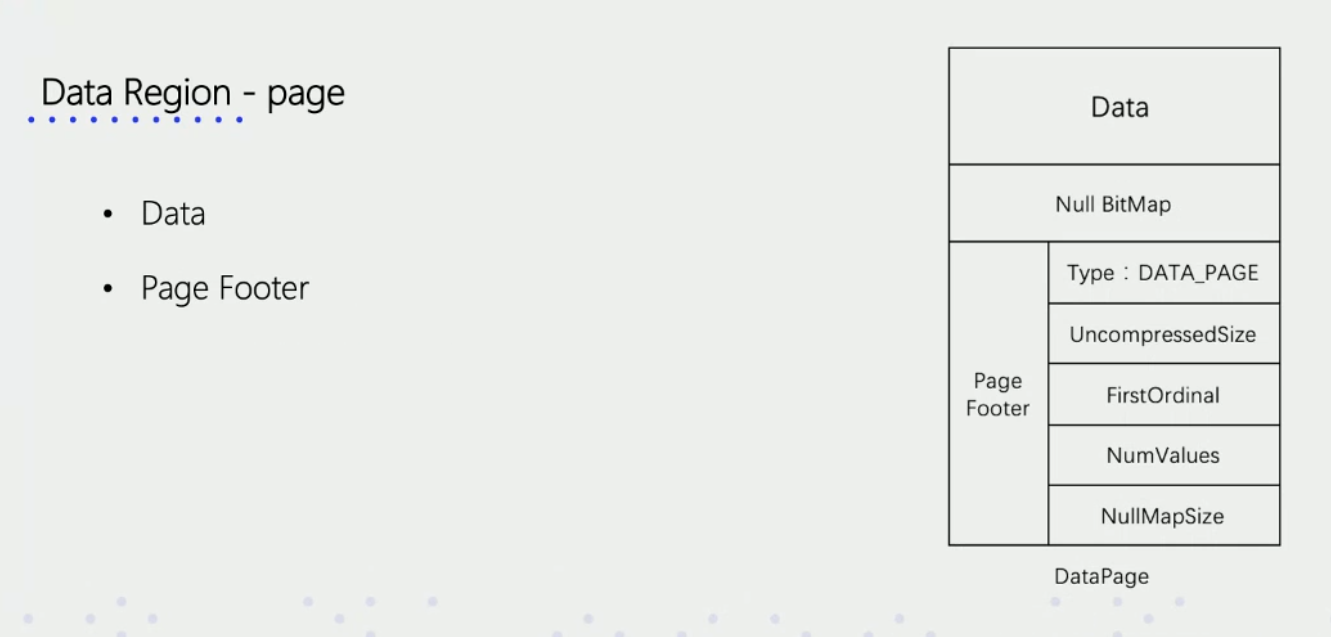 Data Region - page
• Data
• Page Footer
Data
Null BitMap
Page
Footer
Type：DATA_PAGE
UncompressedSize
FirstOrdinal
NumValues
NullMapSize
DataPage